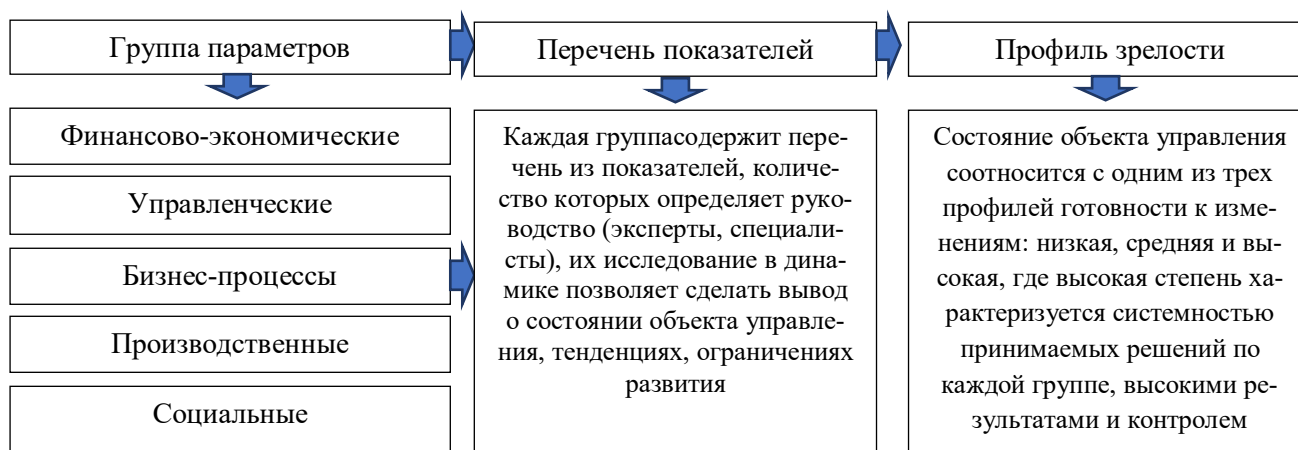 Группа параметров
Перечень показателей
Профиль зрелости
Финансово-экономические
Управленческие
Бизнес-процессы
Производственные
Социальные
Каждая группасодержит пере-
чень из показателей, количе-
ство которых определяет руко-
водство (эксперты, специали-
сты), их исследование в дина-
мике позволяет сделать вывод
о состоянии объекта управле-
ния, тенденциях, ограничениях
развития
Состояние объекта управления
соотносится с одним из трех
профилей готовности к изме-
нениям: низкая, средняя и вы-
сокая, где высокая степень ха-
рактеризуется системностью
принимаемых решений по
каждой группе, высокими ре-
зультатами и контролем